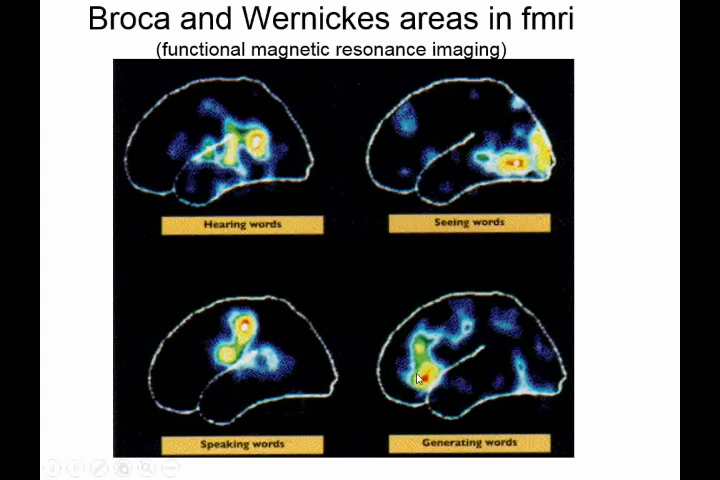 Broca and Wernickes areas in fmri
(functional magnetic resonance imaging)
Hearing words
Seeing words
Speaking words
Generating words